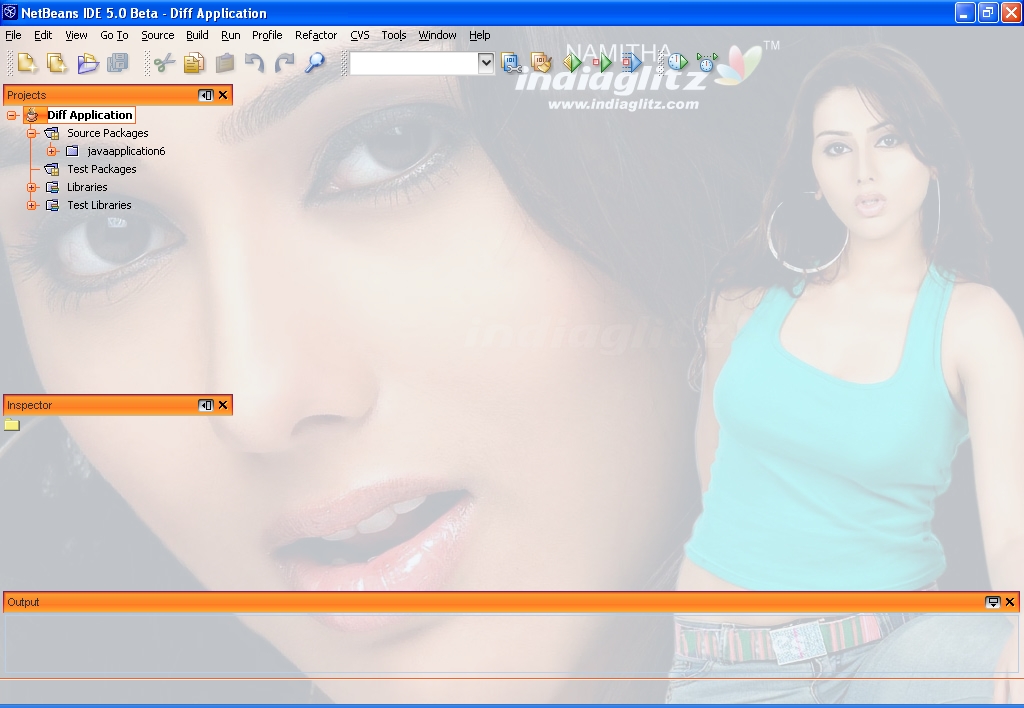 NetBeans IDE 5.0 Beta - Diff Application
File Edit View Go To Source Build Run Profile Refactor CVS Tools Window Help
NAMITHA
TM
indiaglitz
www.indiaglitz.com
Projects
Diff Application
Source Packages
javaapplication6
Test Packages
Libraries
Test Libraries
indiaglitz
Inspector
Output